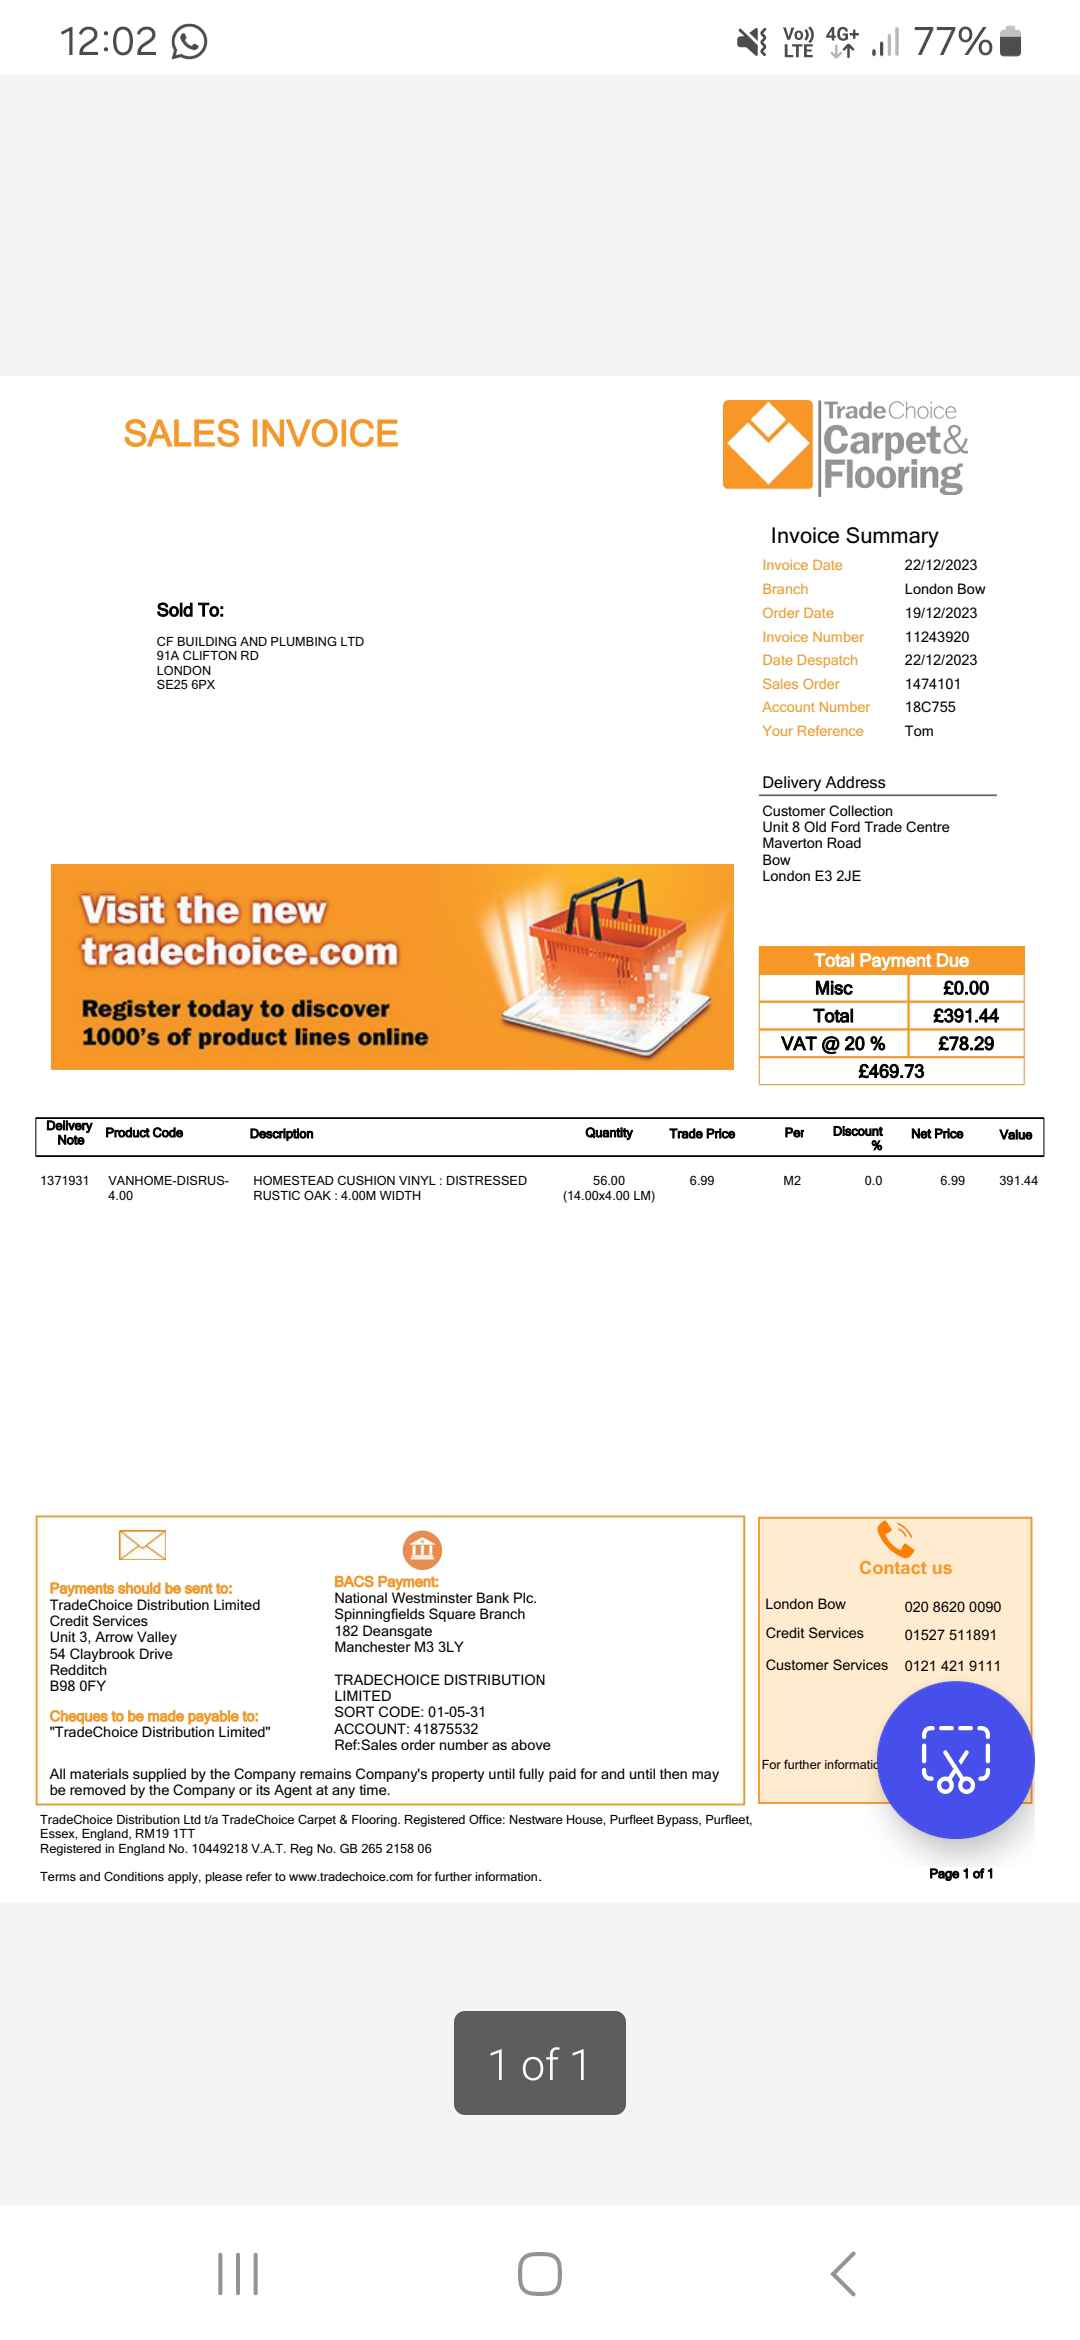 12:02
Vo)) LTE 4G+ 77%
SALES INVOICE
TradeChoice
Carpet&
Flooring
Invoice Summary
Invoice Date 22/12/2023
Branch London Bow
Order Date 19/12/2023
Invoice Number 11243920
Date Despatch 22/12/2023
Sales Order 1474101
Account Number 18C755
Your Reference Tom
Sold To:
CF BUILDING AND PLUMBING LTD
91A CLIFTON RD
LONDON
SE25 6PX
Delivery Address
Customer Collection
Unit 8 Old Ford Trade Centre
Maverton Road
Bow
London E3 2JE
Visit the new
tradechoice.com
Register today to discover
1000's of product lines online
Total Payment Due
Misc £0.00
Total £391.44
VAT @ 20 % £78.29
£469.73
Delivery Note Product Code Description Quantity Trade Price Per Discount % Net Price Value
1371931 VANHOME-DISRUS- HOMESTEAD CUSHION VINYL : DISTRESSED 56.00 6.99 M2 0.0 6.99 391.44
4.00 RUSTIC OAK : 4.00M WIDTH (14.00x4.00 LM)
Payments should be sent to:
TradeChoice Distribution Limited
Credit Services
Unit 3, Arrow Valley
54 Claybrook Drive
Redditch
B98 0FY
Cheques to be made payable to:
"TradeChoice Distribution Limited"
BACS Payment:
National Westminster Bank Plc.
Spinningfields Square Branch
182 Deansgate
Manchester M3 3LY
TRADECHOICE DISTRIBUTION
LIMITED
SORT CODE: 01-05-31
ACCOUNT: 41875532
Ref:Sales order number as above
All materials supplied by the Company remains Company's property until fully paid for and until then may
be removed by the Company or its Agent at any time.
Contact us
London Bow 020 8620 0090
Credit Services 01527 511891
Customer Services 0121 421 9111
For further
TradeChoice Distribution Ltd t/a TradeChoice Carpet & Flooring. Registered Office: Nestware House, Purfleet Bypass, Purfleet,
Essex, England, RM19 1TT
Registered in England No. 10449218 V.A.T. Reg No. GB 265 2158 06
Terms and Conditions apply, please refer to www.tradechoice.com for further information.
Page 1 of 1
1 of 1